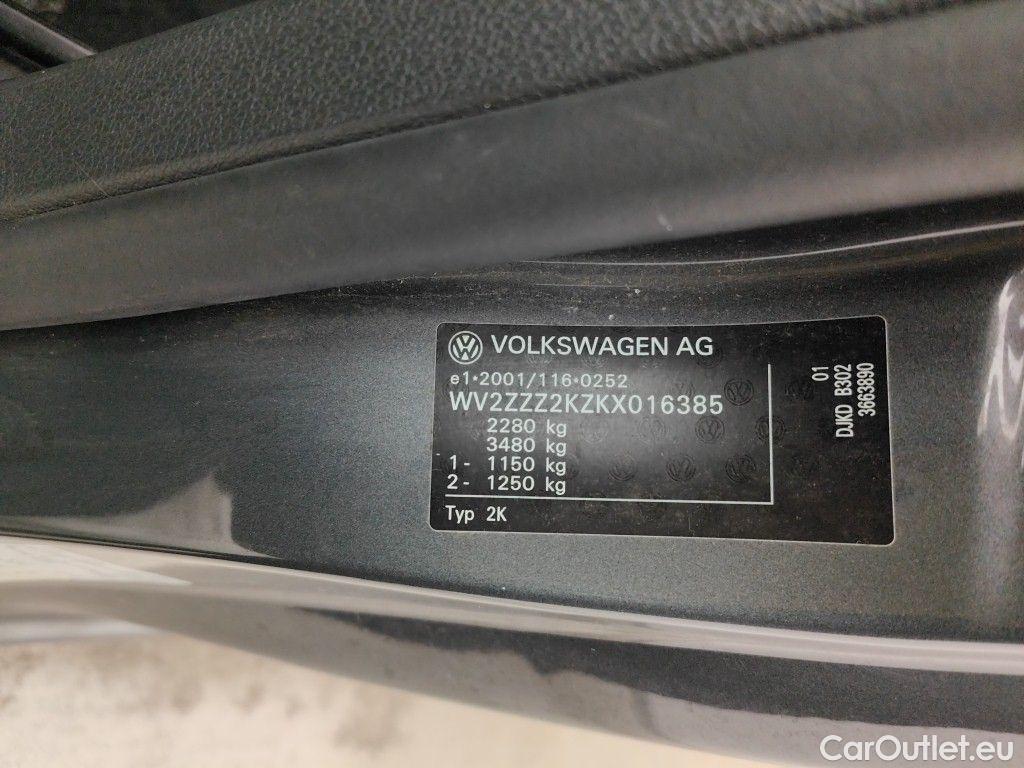 VOLKSWAGEN AG
e1*2001/116*0252
WV2ZZZ2KZKX016385
2280 kg
3480 kg
1- 1150 kg
2- 1250 kg
Typ 2K
01
DJKD B302
3663890
CarOutlet.eu